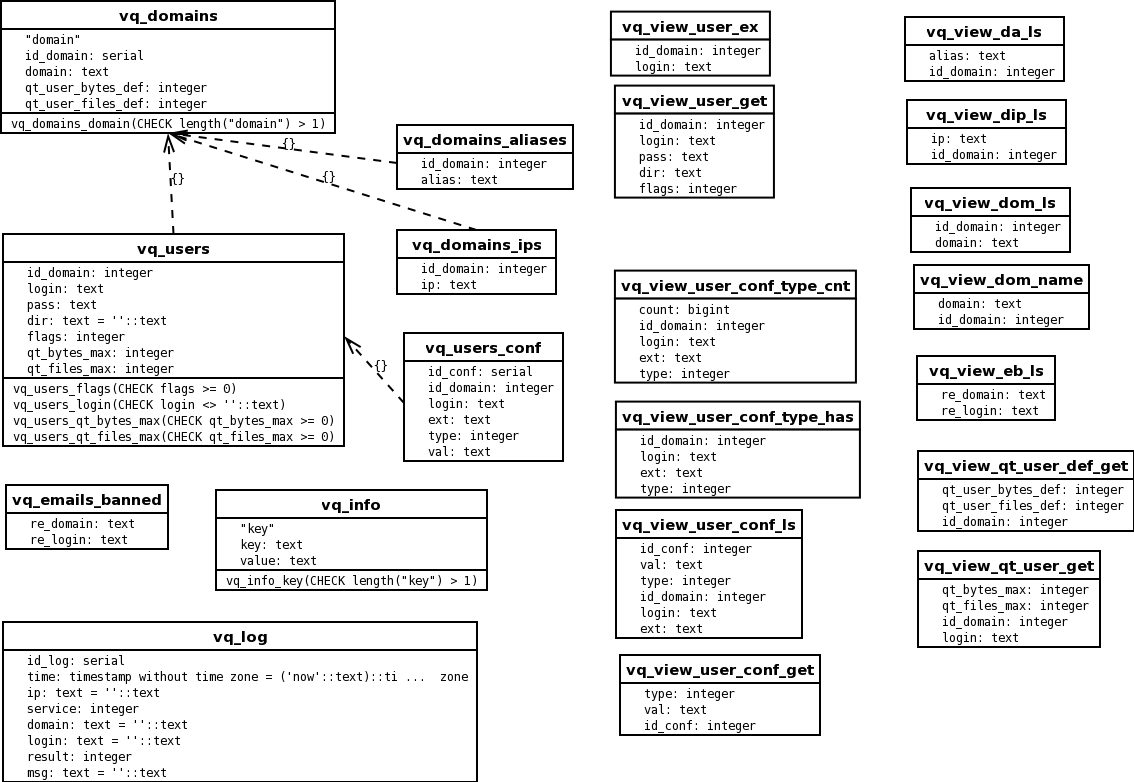 vq_domains
"domain"
id_domain: serial
domain: text
qt_user_bytes_def: integer
qt_user_files_def: integer
vq_domains_domain(CHECK length("domain") > 1)
{}
{}
{}
vq_domains_aliases
id_domain: integer
alias: text
vq_domains_ips
id_domain: integer
ip: text
vq_users
id_domain: integer
login: text
pass: text
dir: text = ''::text
flags: integer
qt_bytes_max: integer
qt_files_max: integer
vq_users_flags(CHECK flags >= 0)
vq_users_login(CHECK login <> ''::text)
vq_users_qt_bytes_max(CHECK qt_bytes_max >= 0)
vq_users_qt_files_max(CHECK qt_files_max >= 0)
{}
vq_users_conf
id_conf: serial
id_domain: integer
login: text
ext: text
type: integer
val: text
vq_emails_banned
re_domain: text
re_login: text
vq_info
"key"
key: text
value: text
vq_info_key(CHECK length("key") > 1)
vq_log
id_log: serial
time: timestamp without time zone = ('now'::text)::ti ...  zone
ip: text = ''::text
service: integer
domain: text = ''::text
login: text = ''::text
result: integer
msg: text = ''::text
vq_view_user_ex
id_domain: integer
login: text
vq_view_user_get
id_domain: integer
login: text
pass: text
dir: text
flags: integer
vq_view_user_conf_type_cnt
count: bigint
id_domain: integer
login: text
ext: text
type: integer
vq_view_user_conf_type_has
id_domain: integer
login: text
ext: text
type: integer
vq_view_user_conf_ls
id_conf: integer
val: text
type: integer
id_domain: integer
login: text
ext: text
vq_view_user_conf_get
type: integer
val: text
id_conf: integer
vq_view_da_ls
alias: text
id_domain: integer
vq_view_dip_ls
ip: text
id_domain: integer
vq_view_dom_ls
id_domain: integer
domain: text
vq_view_dom_name
domain: text
id_domain: integer
vq_view_eb_ls
re_domain: text
re_login: text
vq_view_qt_user_def_get
qt_user_bytes_def: integer
qt_user_files_def: integer
id_domain: integer
vq_view_qt_user_get
qt_bytes_max: integer
qt_files_max: integer
id_domain: integer
login: text